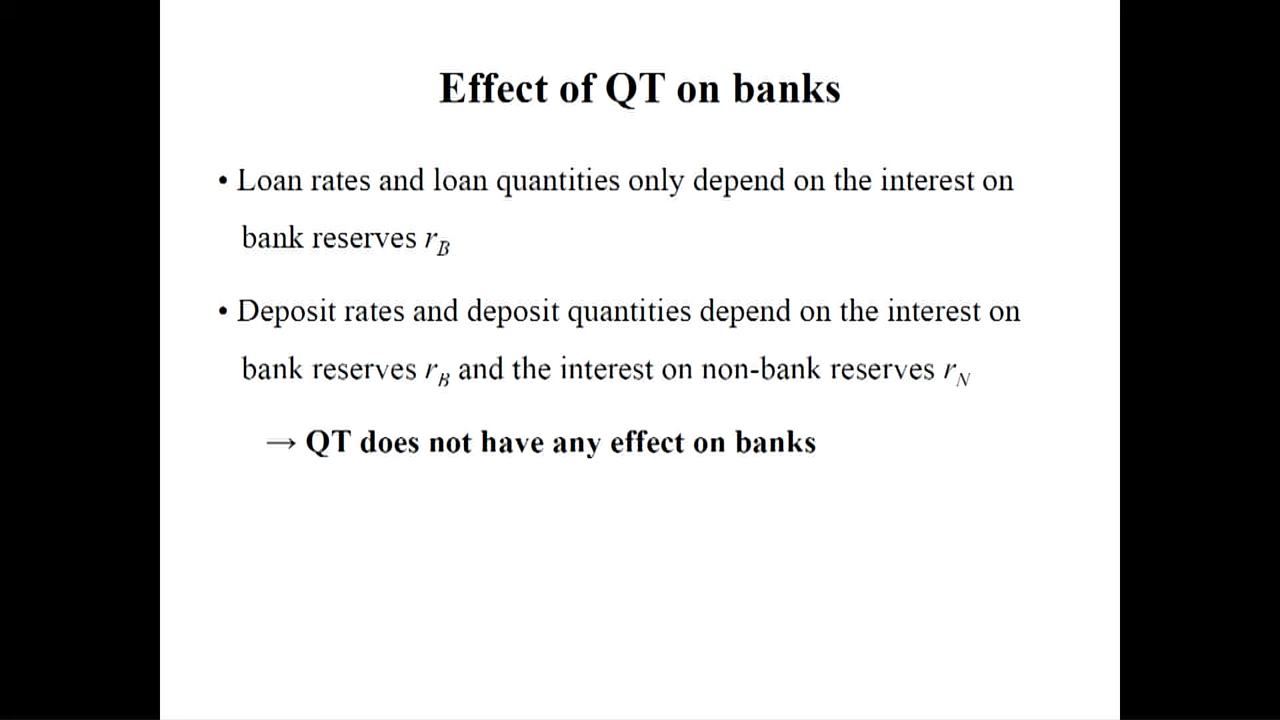 Effect of QT on banks
• Loan rates and loan quantities only depend on the interest on
bank reserves r_B
• Deposit rates and deposit quantities depend on the interest on
bank reserves r_B and the interest on non-bank reserves r_N
→ QT does not have any effect on banks